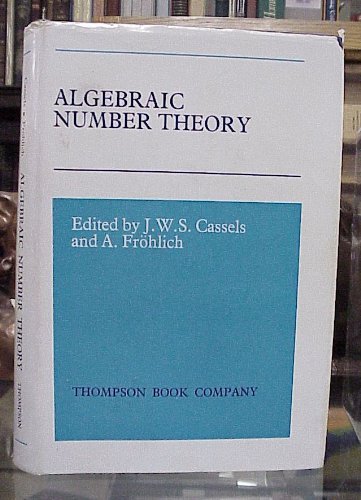 ALGEBRAIC
NUMBER THEORY
Edited by J.W.S. Cassels
and A. Fröhlich
THOMPSON BOOK COMPANY
ALGEBRAIC NUMBER THEORY
THOMPSON